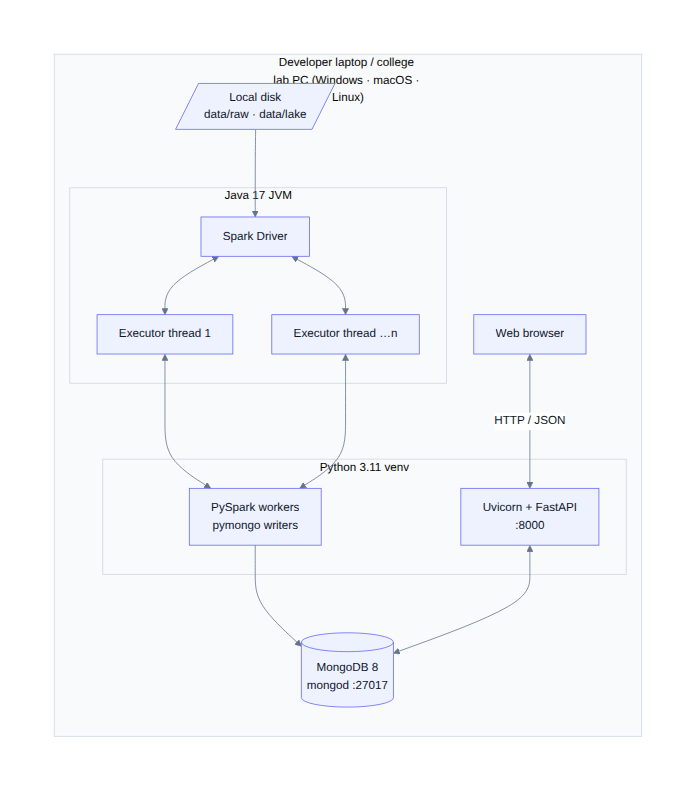 Developer laptop / college
lab PC (Windows · macOS ·
Linux)
Local disk
data/raw · data/lake
Java 17 JVM
Spark Driver
Executor thread 1
Executor thread …n
Web browser
HTTP / JSON
Python 3.11 venv
PySpark workers
pymongo writers
Uvicorn + FastAPI
:8000
MongoDB 8
mongod :27017